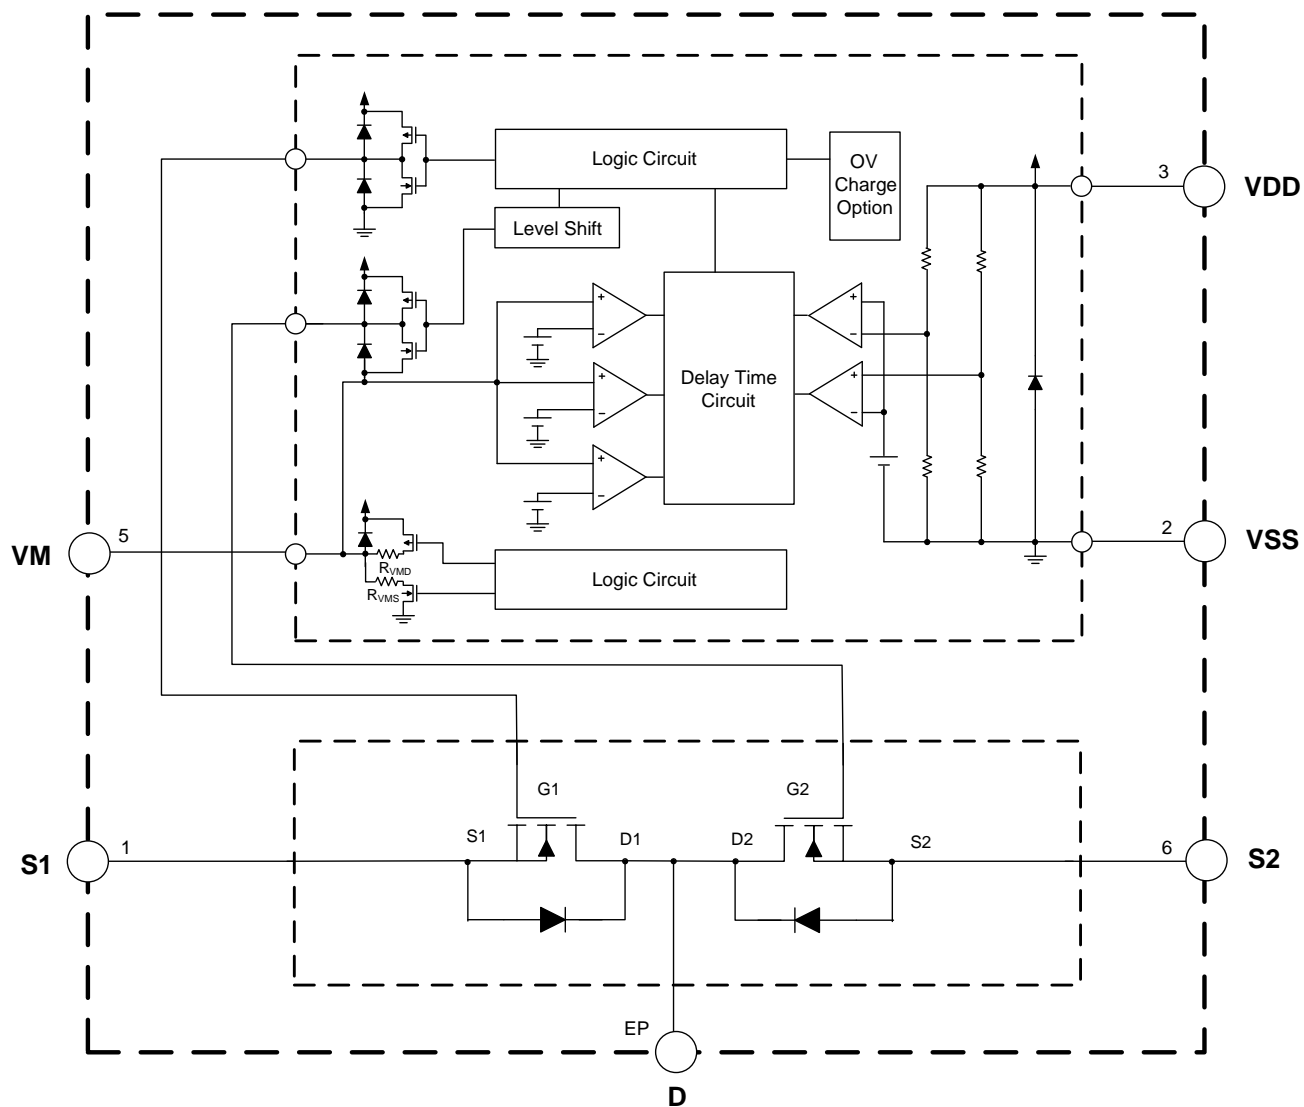 Logic Circuit
OV
Charge
Option
3
VDD
Level Shift
+
−
+
−
Delay Time
Circuit
+
−
+
−
+
−
VM
5
2
VSS
RVMD
RVMS
Logic Circuit
G1
G2
S1
D1
D2
S2
S1
1
6
S2
EP
D